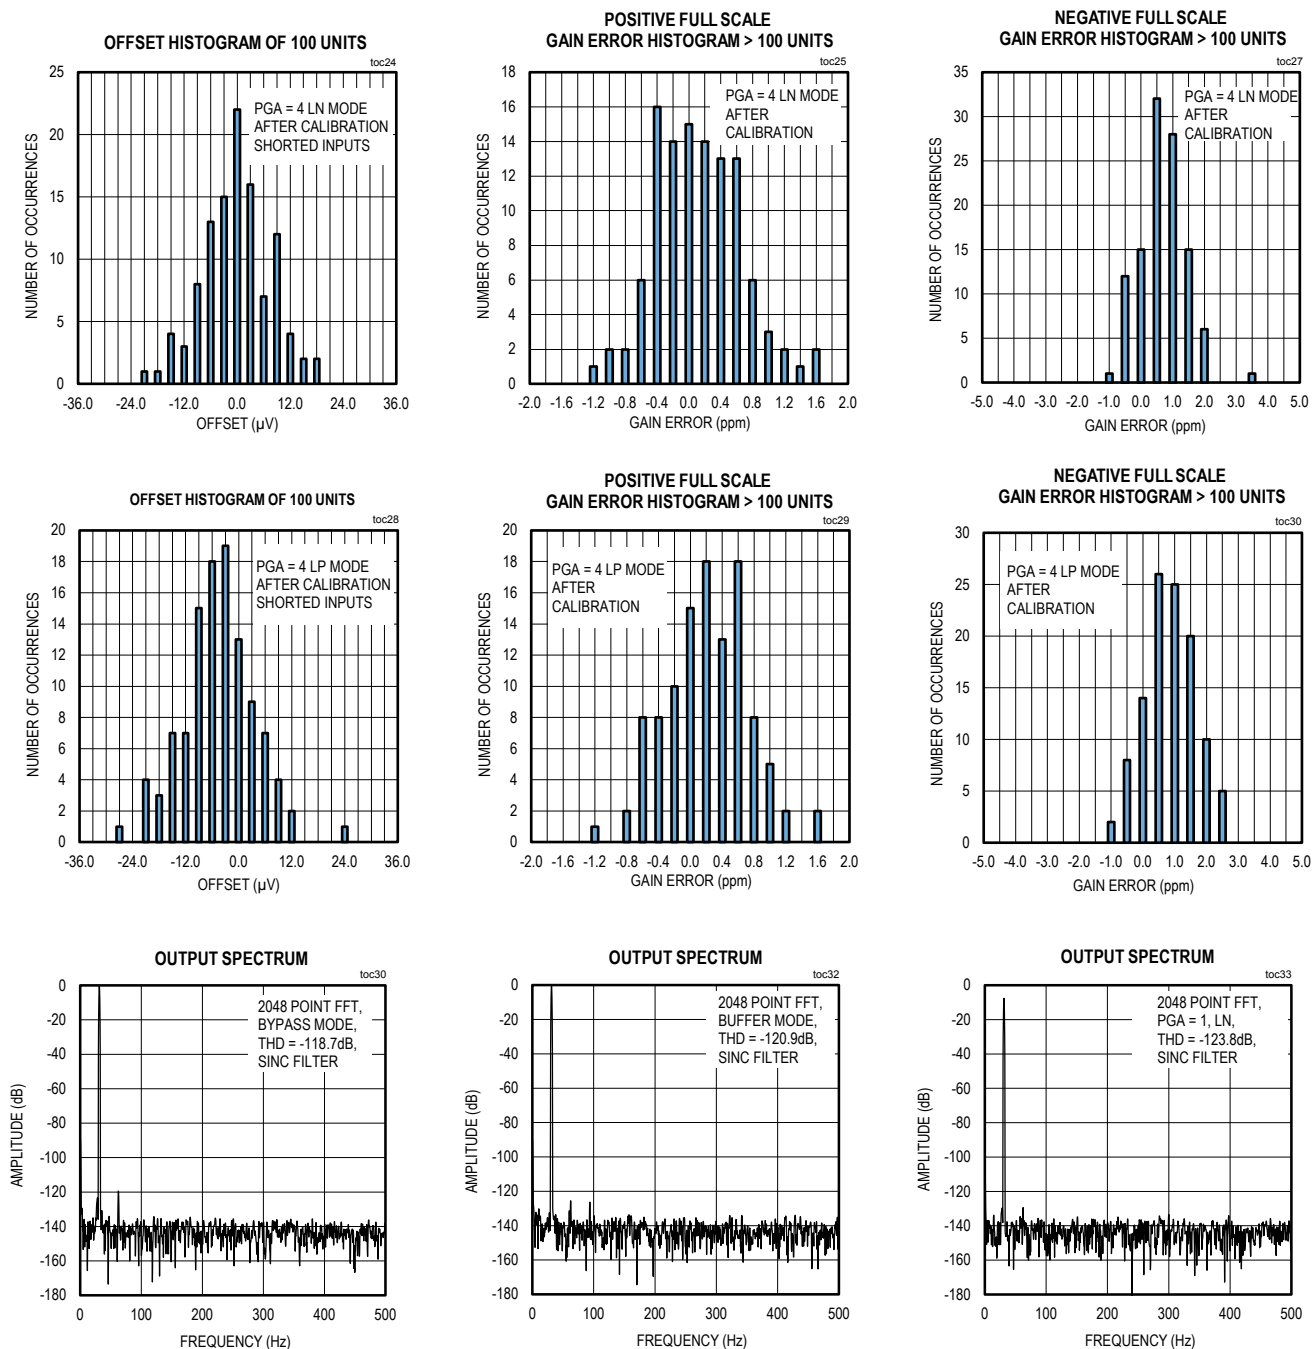 OFFSET HISTOGRAM OF 100 UNITS
toc24
PGA = 4 LN MODE
AFTER CALIBRATION
SHORTED INPUTS
NUMBER OF OCCURRENCES
25
20
15
10
5
0
-36.0 -24.0 -12.0 0.0 12.0 24.0 36.0
OFFSET (µV)
POSITIVE FULL SCALE
GAIN ERROR HISTOGRAM > 100 UNITS
toc25
PGA = 4 LN MODE
AFTER
CALIBRATION
NUMBER OF OCCURRENCES
18
16
14
12
10
8
6
4
2
0
-2.0 -1.6 -1.2 -0.8 -0.4 0.0 0.4 0.8 1.2 1.6 2.0
GAIN ERROR (ppm)
NEGATIVE FULL SCALE
GAIN ERROR HISTOGRAM > 100 UNITS
toc27
PGA = 4 LN MODE
AFTER
CALIBRATION
NUMBER OF OCCURRENCES
35
30
25
20
15
10
5
0
-5.0 -4.0 -3.0 -2.0 -1.0 0.0 1.0 2.0 3.0 4.0 5.0
GAIN ERROR (ppm)
OFFSET HISTOGRAM OF 100 UNITS
toc28
PGA = 4 LP MODE
AFTER CALIBRATION
SHORTED INPUTS
NUMBER OF OCCURRENCES
20
18
16
14
12
10
8
6
4
2
0
-36.0 -24.0 -12.0 0.0 12.0 24.0 36.0
OFFSET (µV)
POSITIVE FULL SCALE
GAIN ERROR HISTOGRAM > 100 UNITS
toc29
PGA = 4 LP MODE
AFTER
CALIBRATION
NUMBER OF OCCURRENCES
20
18
16
14
12
10
8
6
4
2
0
-2.0 -1.6 -1.2 -0.8 -0.4 0.0 0.4 0.8 1.2 1.6 2.0
GAIN ERROR (ppm)
NEGATIVE FULL SCALE
GAIN ERROR HISTOGRAM > 100 UNITS
toc30
PGA = 4 LP MODE
AFTER
CALIBRATION
NUMBER OF OCCURRENCES
30
25
20
15
10
5
0
-5.0 -4.0 -3.0 -2.0 -1.0 0.0 1.0 2.0 3.0 4.0 5.0
GAIN ERROR (ppm)
OUTPUT SPECTRUM
toc30
2048 POINT FFT,
BYPASS MODE,
THD = -118.7dB,
SINC FILTER
AMPLITUDE (dB)
0
-20
-40
-60
-80
-100
-120
-140
-160
-180
0 100 200 300 400 500
FREQUENCY (Hz)
OUTPUT SPECTRUM
toc32
2048 POINT FFT,
BUFFER MODE,
THD = -120.9dB,
SINC FILTER
AMPLITUDE (dB)
0
-20
-40
-60
-80
-100
-120
-140
-160
-180
0 100 200 300 400 500
FREQUENCY (Hz)
OUTPUT SPECTRUM
toc33
2048 POINT FFT,
PGA = 1, LN,
THD = -123.8dB,
SINC FILTER
AMPLITUDE (dB)
0
-20
-40
-60
-80
-100
-120
-140
-160
-180
0 100 200 300 400 500
FREQUENCY (Hz)